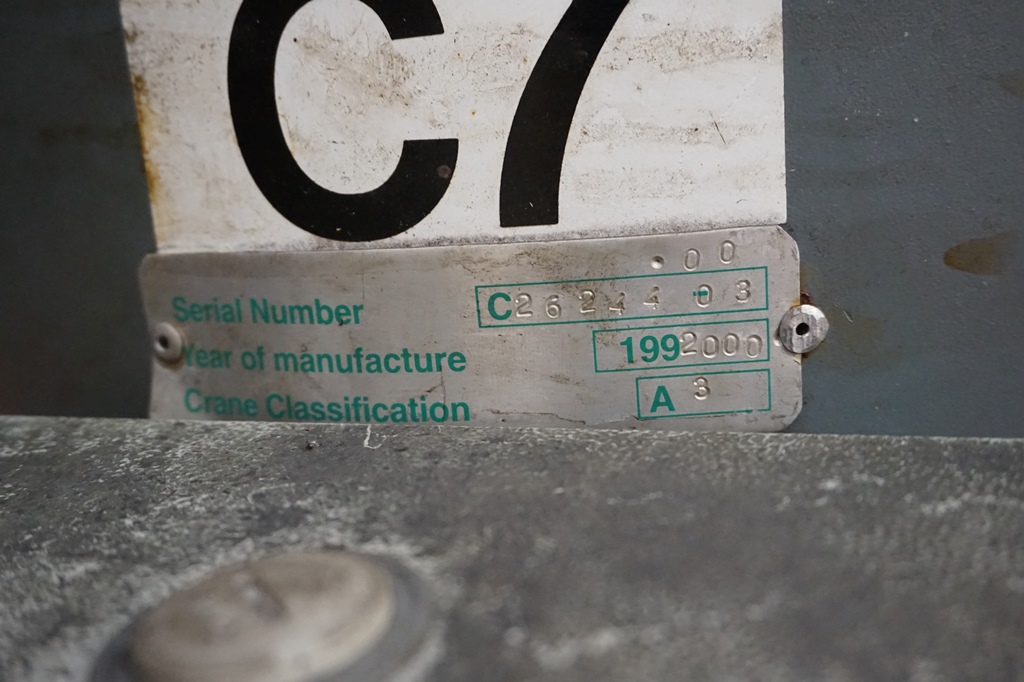 C7
.00
Serial Number C26244-03
Year of manufacture 1992000
Crane Classification A 3